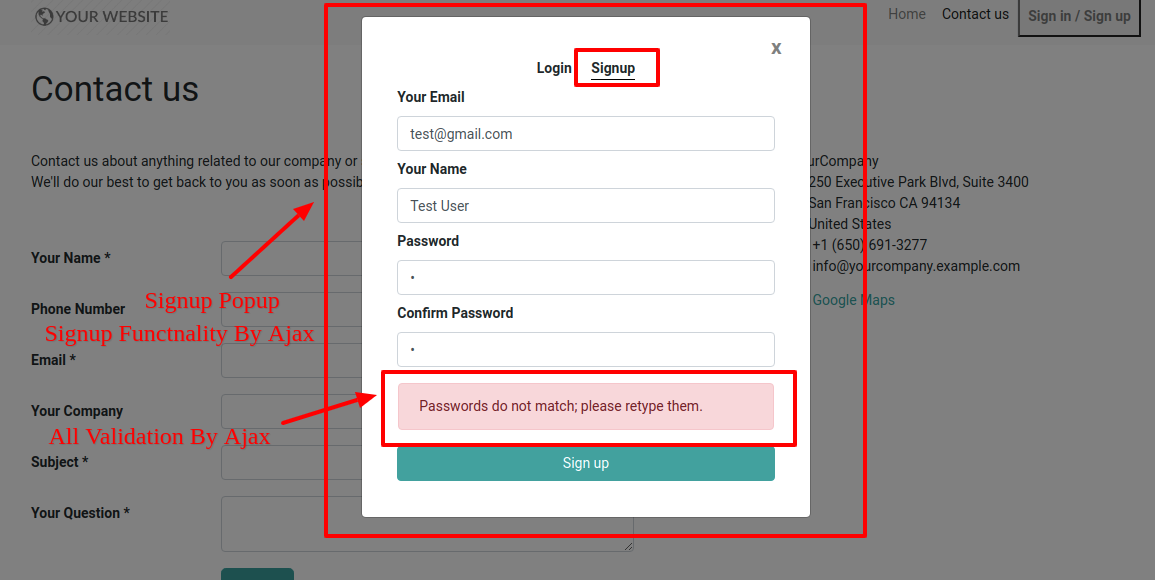 YOUR WEBSITE
Home Contact us Sign in / Sign up
Contact us
Contact us about anything related to our company or
We'll do our best to get back to you as soon as possib
Your Name *
Phone Number
Email *
Your Company
Subject *
Your Question *
Signup Popup
Signup Functnality By Ajax
All Validation By Ajax
x
Login Signup
Your Email
test@gmail.com
Your Name
Test User
Password
•
Confirm Password
•
Passwords do not match; please retype them.
Sign up
urCompany
250 Executive Park Blvd, Suite 3400
San Francisco CA 94134
United States
+1 (650) 691-3277
info@yourcompany.example.com
Google Maps